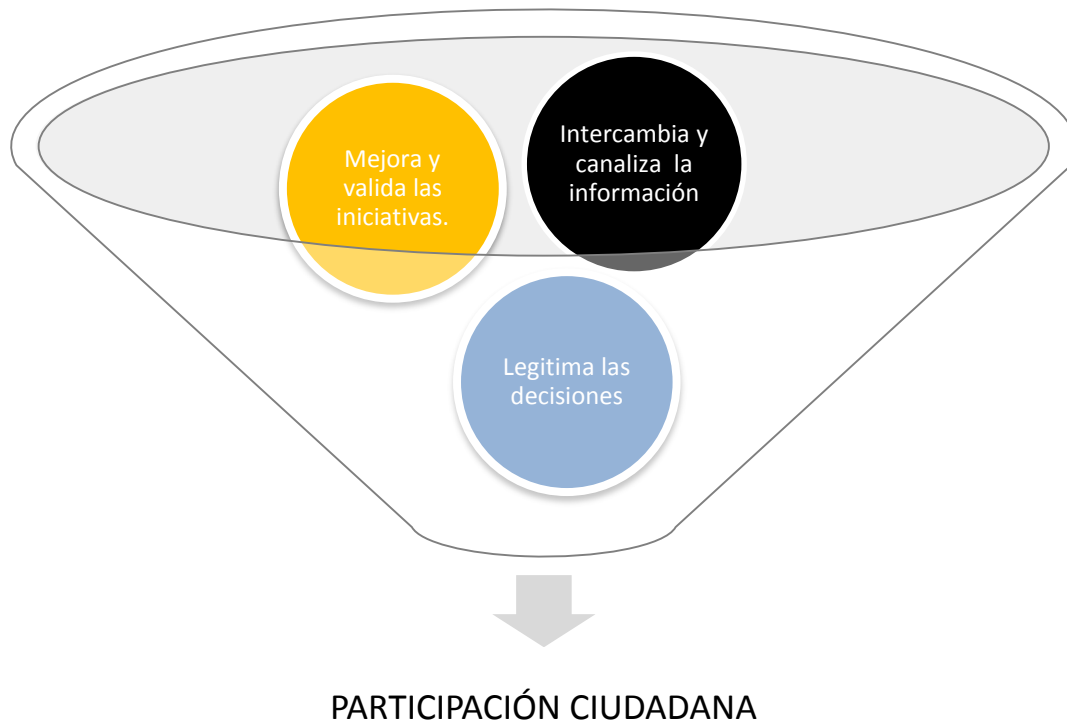 Mejora y
valida las
iniciativas.
Intercambia y
canaliza la
información
Legitima las
decisiones
PARTICIPACIÓN CIUDADANA